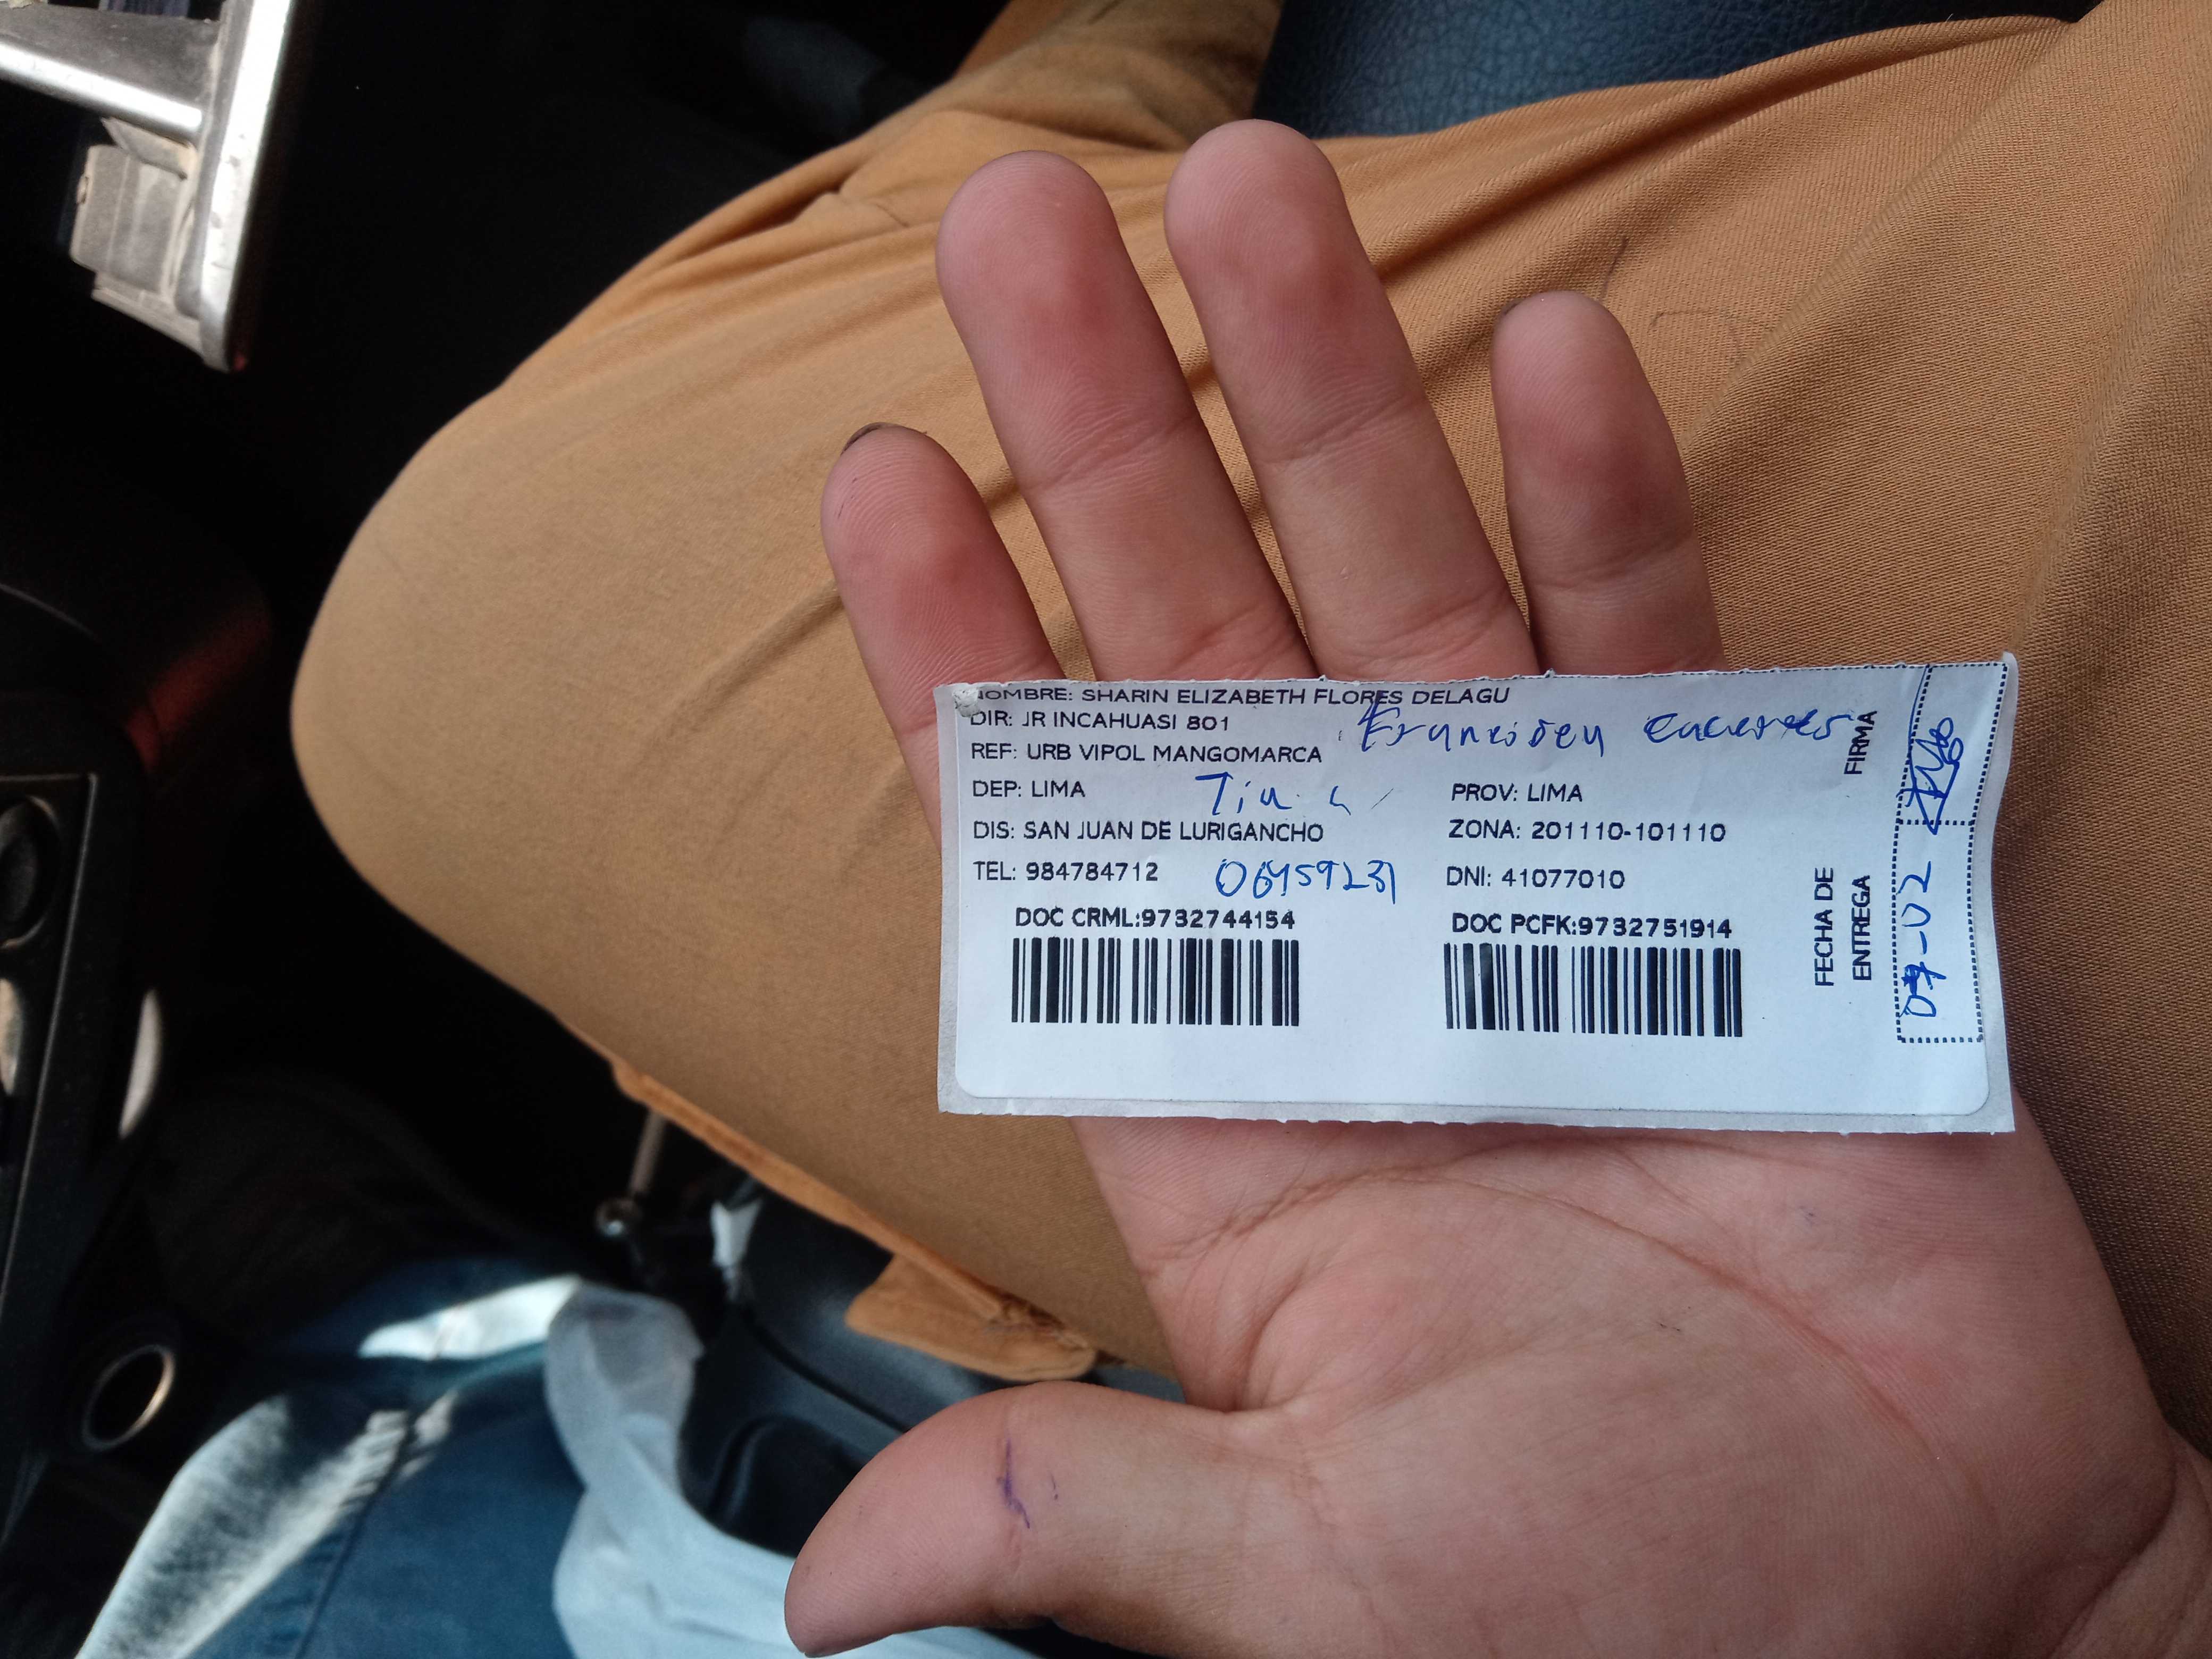 NOMBRE: SHARIN ELIZABETH FLORES DELAGU
DIR: JR INCAHUASI 801
REF: URB VIPOL MANGOMARCA
DEP: LIMA
PROV: LIMA
DIS: SAN JUAN DE LURIGANCHO
ZONA: 201110-101110
TEL: 984784712
DNI: 41077010
DOC CRML:9732744154
DOC PCFK:9732751914
FIRMA
FECHA DE
ENTREGA
07-02